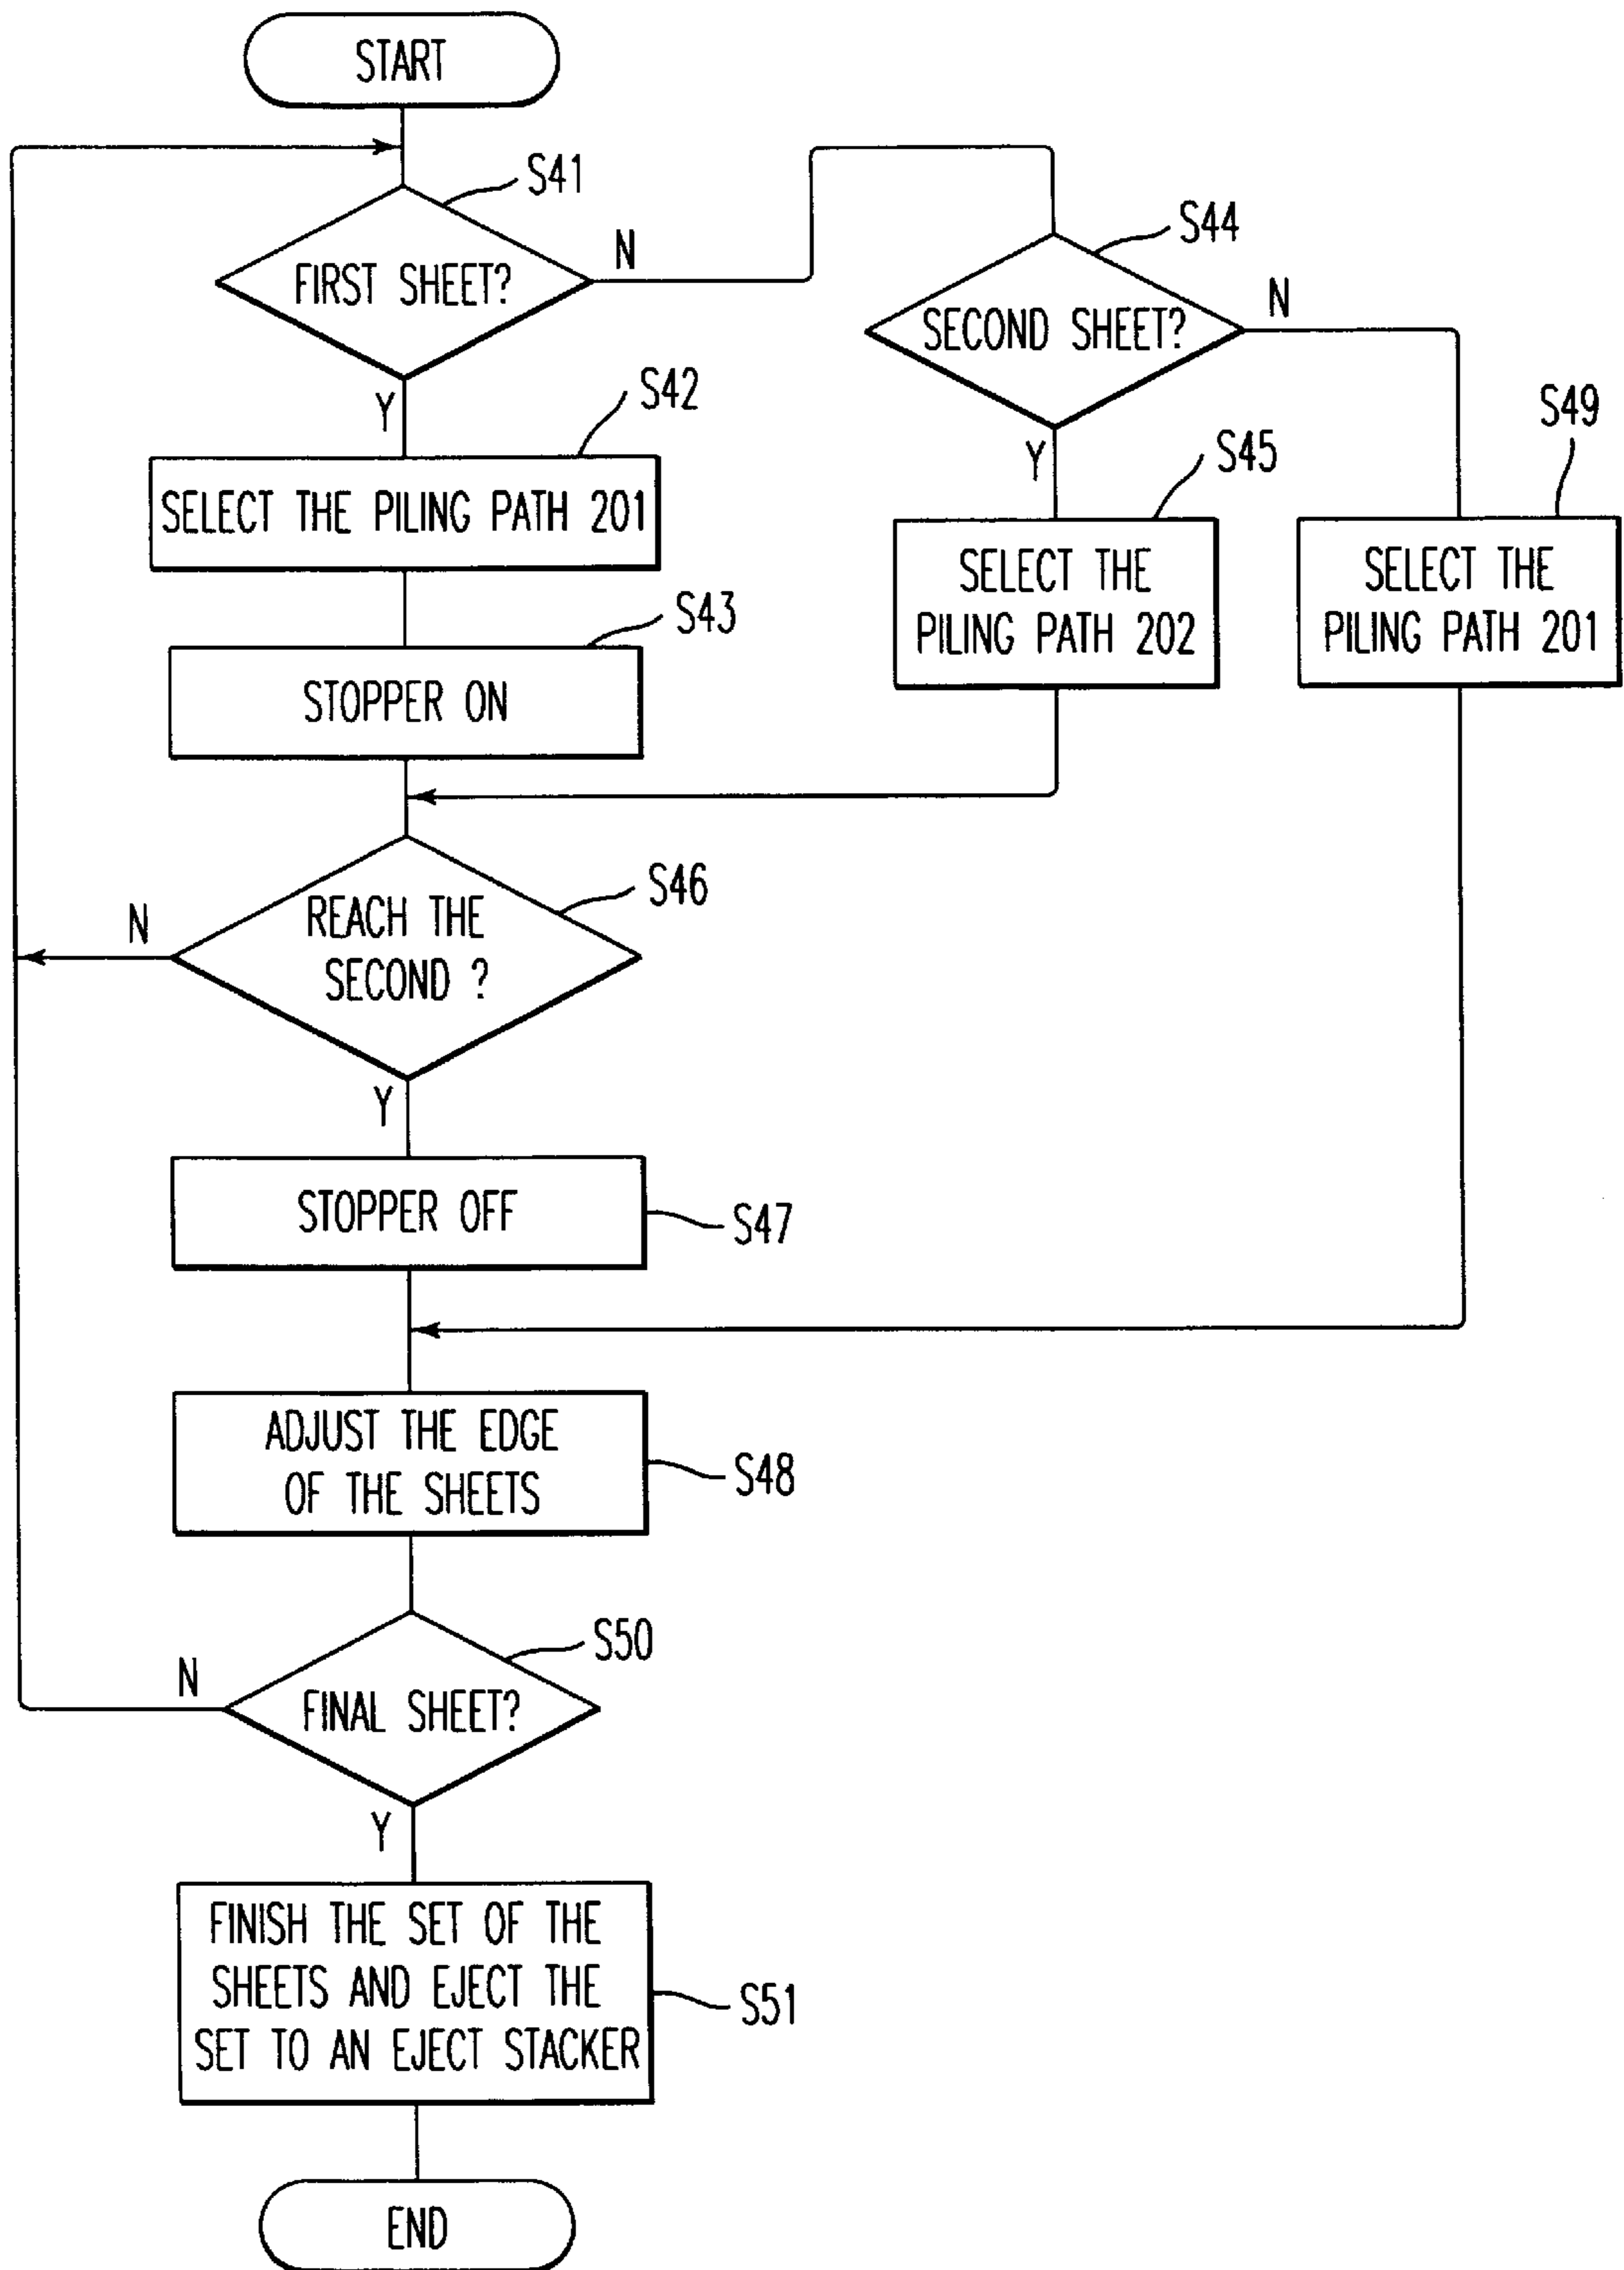 START
S41
FIRST SHEET?
N
S44
SECOND SHEET?
N
Y
S42
SELECT THE PILING PATH 201
Y
S45
SELECT THE
PILING PATH 202
S49
SELECT THE
PILING PATH 201
S43
STOPPER ON
S46
REACH THE
SECOND ?
N
Y
STOPPER OFF
S47
ADJUST THE EDGE
OF THE SHEETS
S48
S50
FINAL SHEET?
N
Y
FINISH THE SET OF THE
SHEETS AND EJECT THE
SET TO AN EJECT STACKER
S51
END